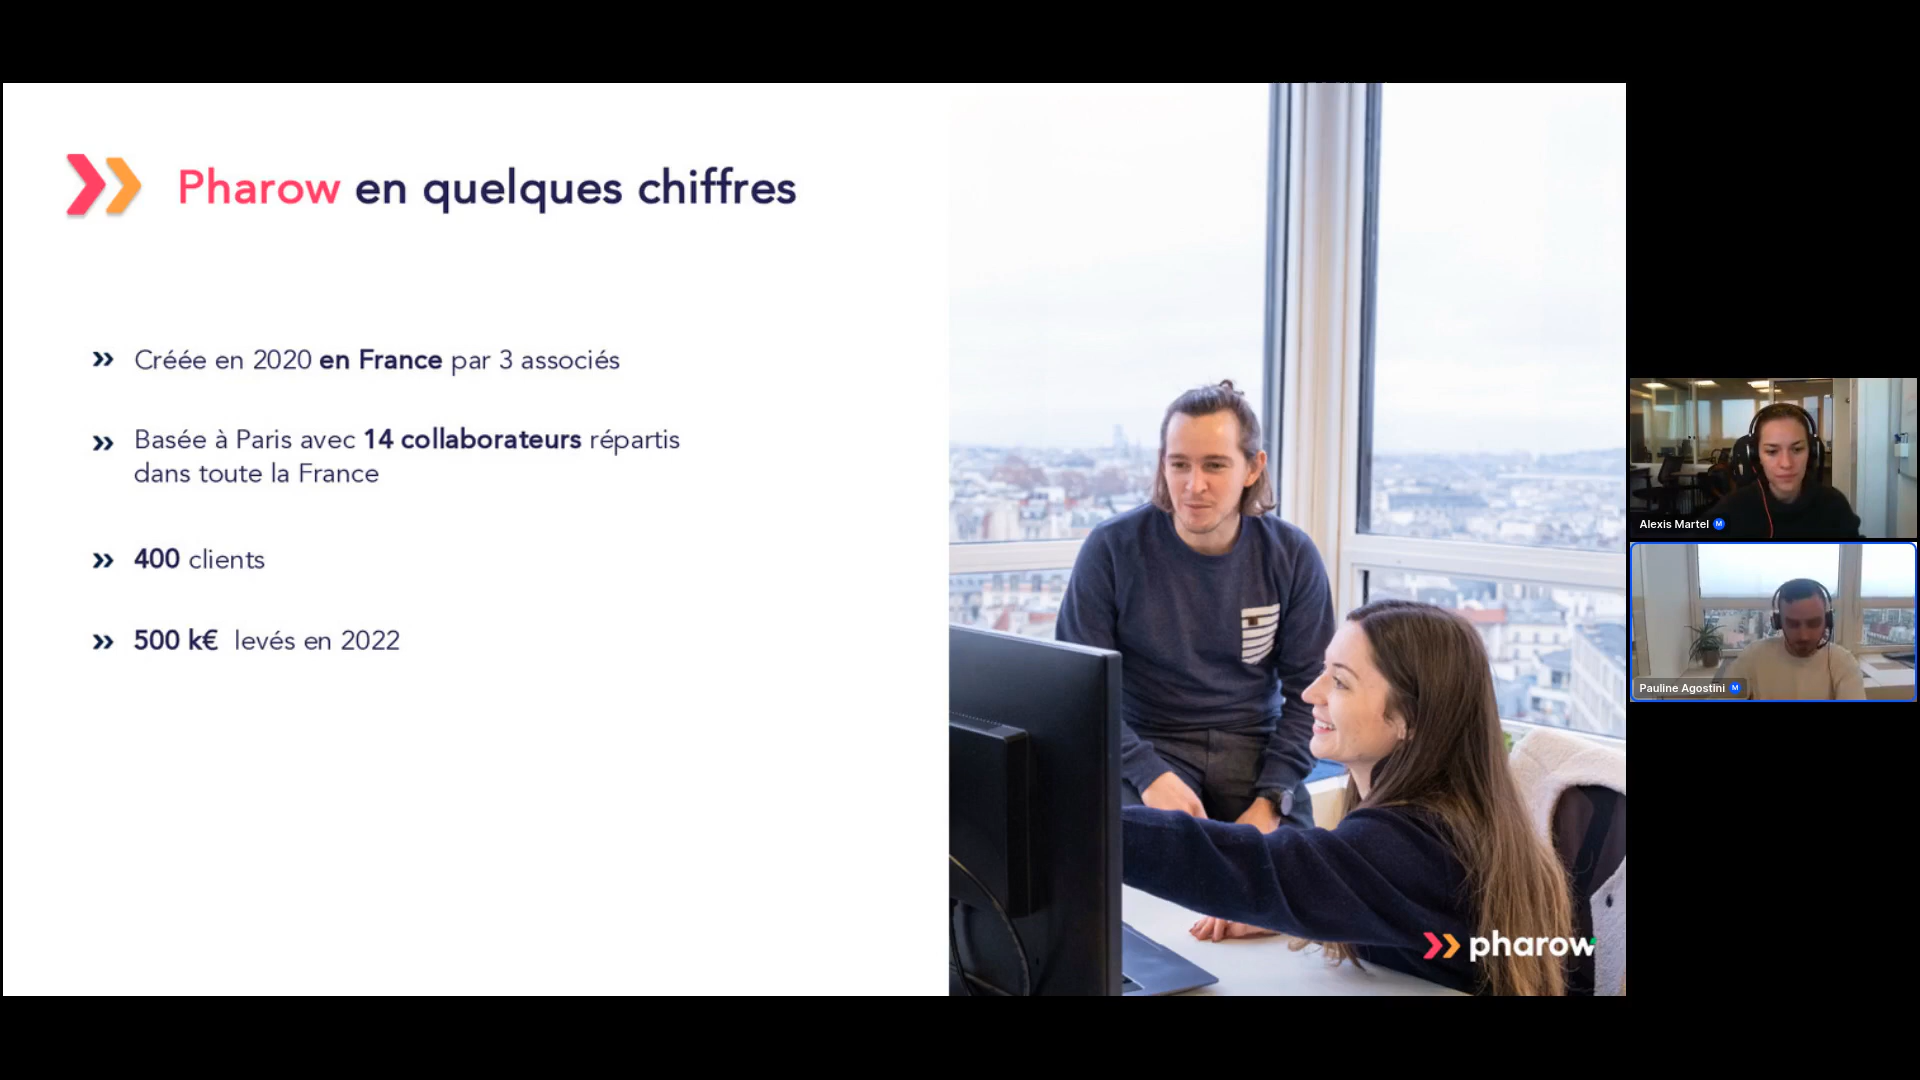 Pharow en quelques chiffres
Créée en 2020 en France par 3 associés
Basée à Paris avec 14 collaborateurs répartis
dans toute la France
400 clients
500 k€ levés en 2022
pharow
Alexis Martel M
Pauline Agostini M